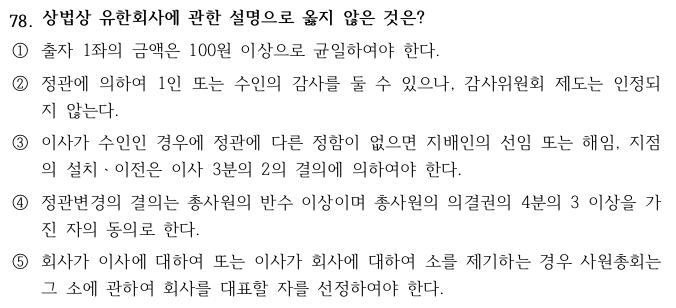 78. 상법상 유한회사에 관한 설명으로 옳지 않은 것은?
① 출자 1좌의 금액은 100원 이상으로 균일하여야 한다.
② 정관에 의하여 1인 또는 수인의 감사를 둘 수 있으나, 감사위원회 제도는 인정되
지 않는다.
③ 이사가 수인인 경우에 정관에 다른 정함이 없으면 지배인의 선임 또는 해임, 지점
의 설치ㆍ이전은 이사 3분의 2의 결의에 의하여야 한다.
④ 정관변경의 결의는 총사원의 반수 이상이며 총사원의 의결권의 4분의 3 이상을 가
진 자의 동의로 한다.
⑤ 회사가 이사에 대하여 또는 이사가 회사에 대하여 소를 제기하는 경우 사원총회는
그 소에 관하여 회사를 대표할 자를 선정하여야 한다.